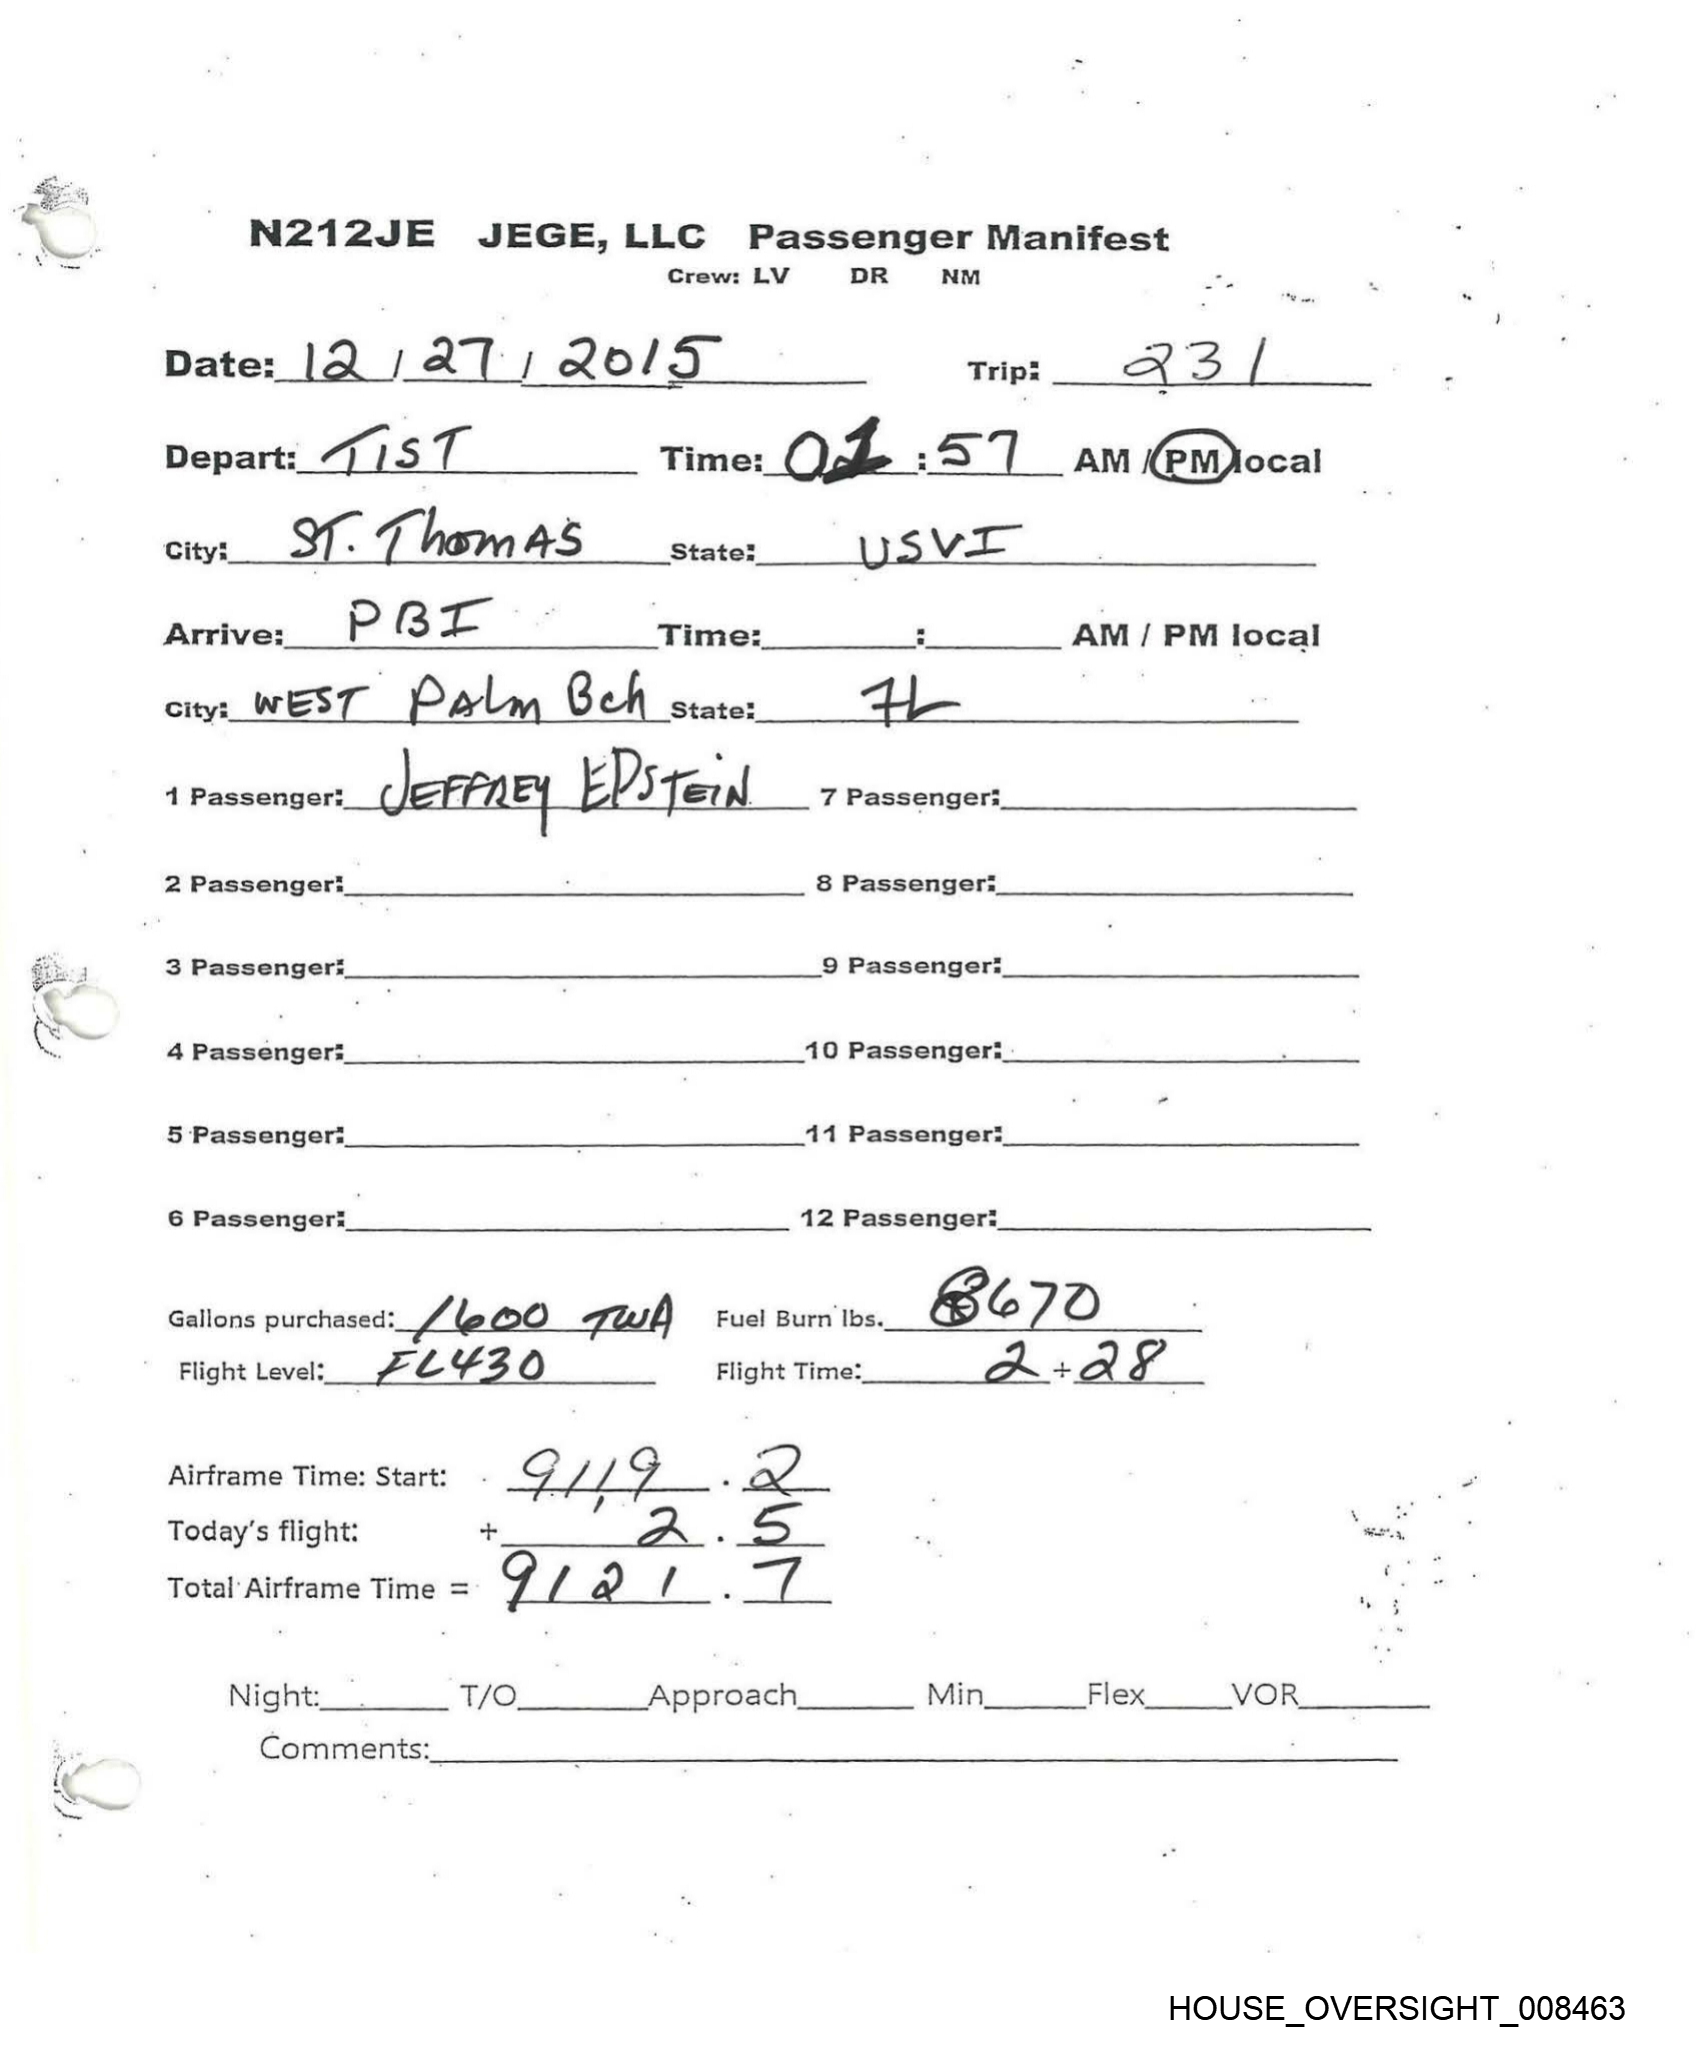 N212JE JEGE, LLC Passenger Manifest
Crew: LV DR NM
Date: 12 / 27 / 2015 Trip: 231
Depart: TIST Time: 01 : 57 AM / PM local
City: ST. THOMAS State: USVI
Arrive: PBI Time: : AM / PM local
City: WEST PALM Bch State: FL
1 Passenger: JEFFREY EPSTEIN 7 Passenger:
2 Passenger: 8 Passenger:
3 Passenger: 9 Passenger:
4 Passenger: 10 Passenger:
5 Passenger: 11 Passenger:
6 Passenger: 12 Passenger:
Gallons purchased: 1600 TWA Fuel Burn lbs. 8670
Flight Level: FL430 Flight Time: 2 + 28
Airframe Time: Start: 9119 . 2
Today's flight: + 2 . 5
Total Airframe Time = 9121 . 7
Night: T/O Approach Min Flex VOR
Comments:
HOUSE_OVERSIGHT_008463